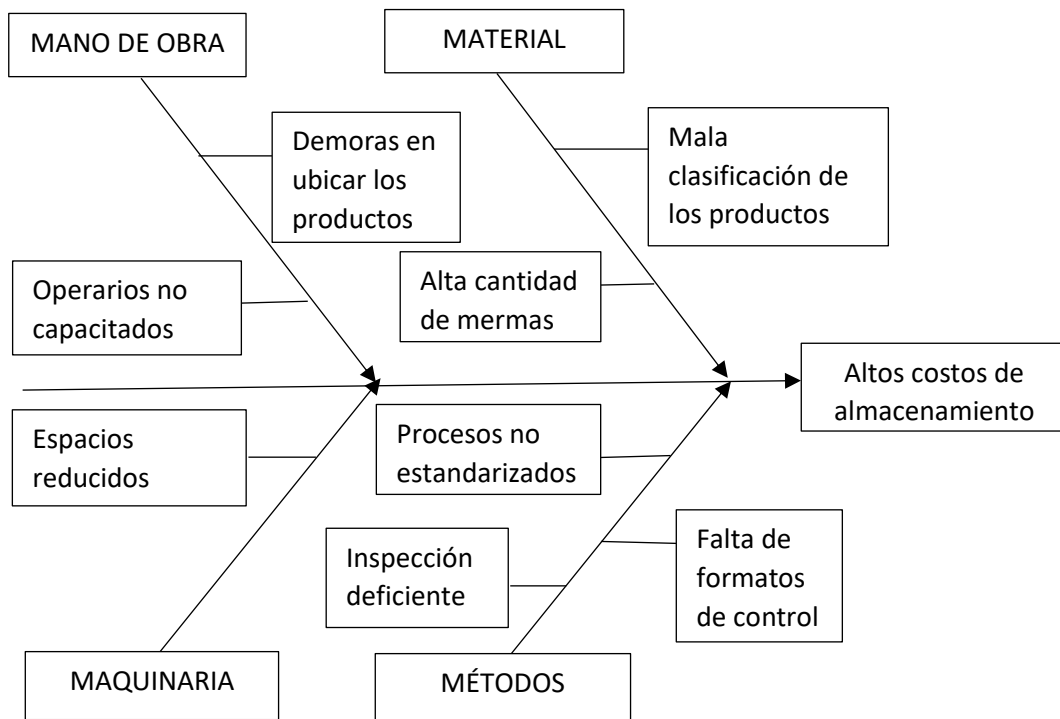 MANO DE OBRA
MATERIAL
Demoras en
ubicar los
productos
Mala
clasificación de
los productos
Operarios no
capacitados
Alta cantidad
de mermas
Altos costos de
almacenamiento
Espacios
reducidos
Procesos no
estandarizados
Inspección
deficiente
Falta de
formatos
de control
MAQUINARIA
MÉTODOS